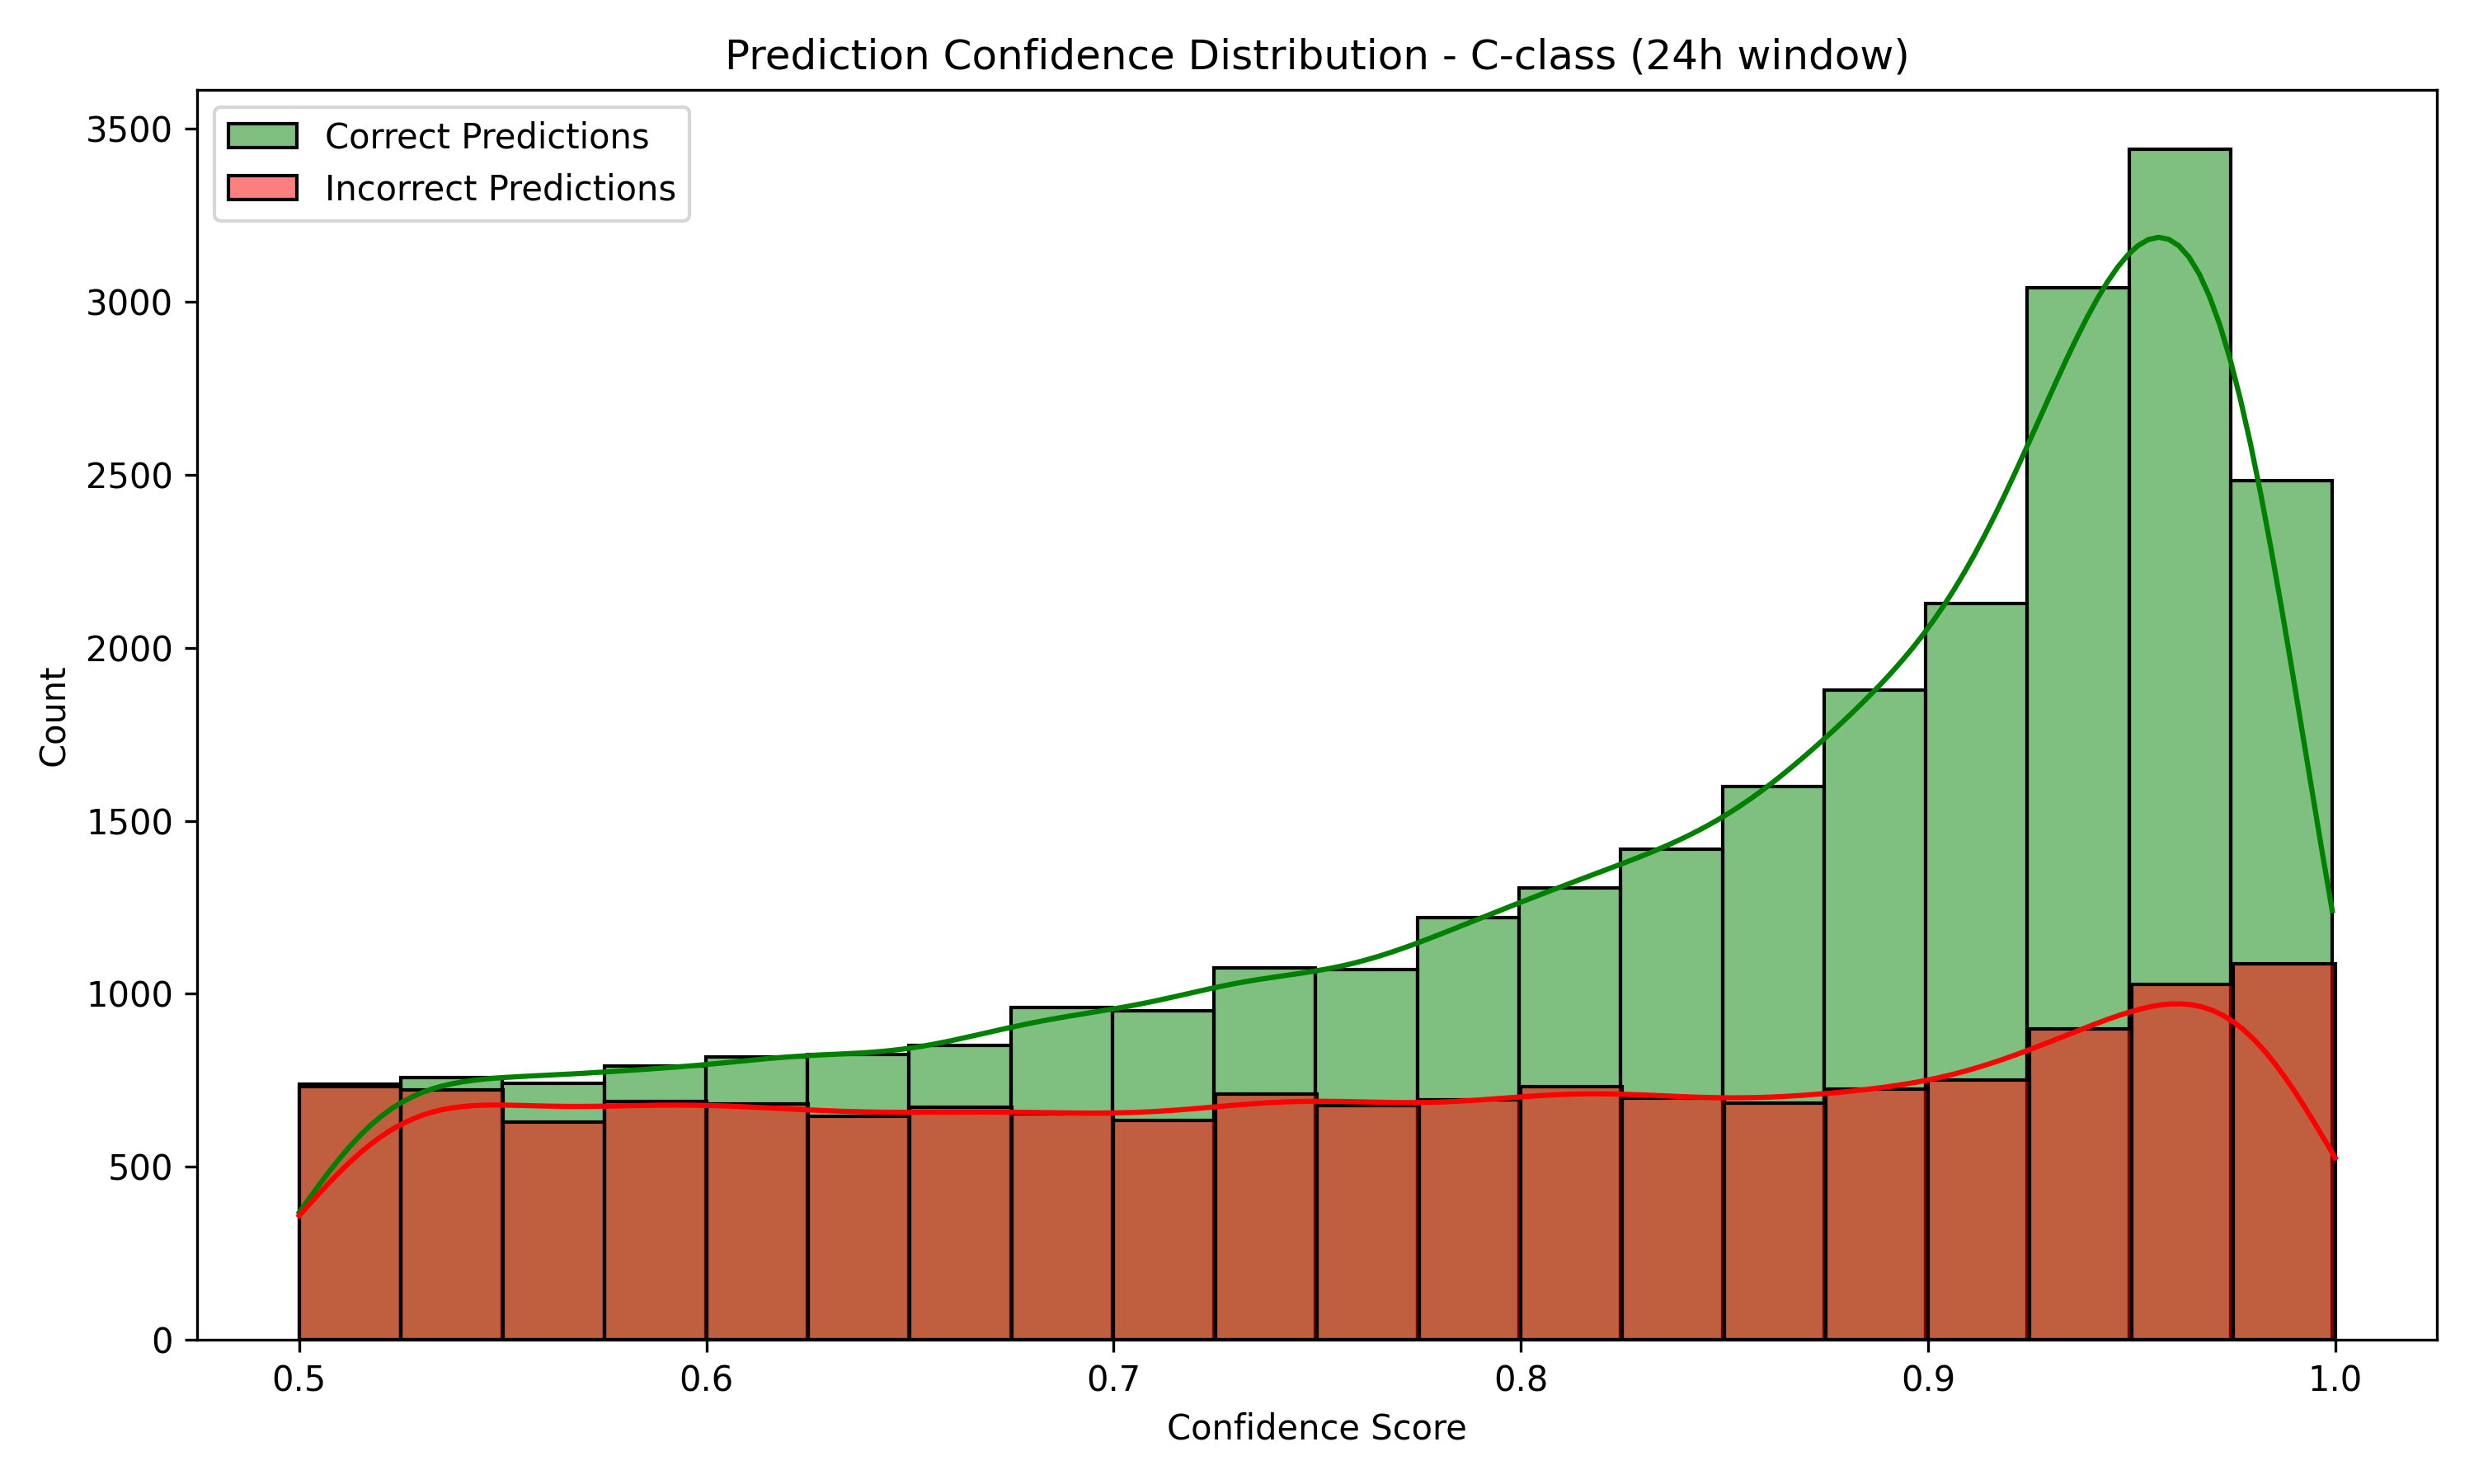 Prediction Confidence Distribution - C-class (24h window)
Correct Predictions
Incorrect Predictions
3500
3000
2500
2000
1500
1000
500
0
Count
0.5 0.6 0.7 0.8 0.9 1.0
Confidence Score